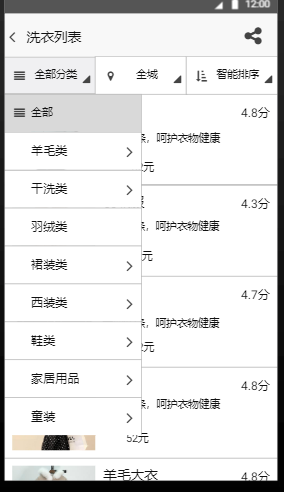 12:00
洗衣列表
全部分类
全城
智能排序
全部
4.8分
条，呵护衣物健康
羊毛类
2元
干洗类
服
4.3分
羽绒类
条，呵护衣物健康
裙装类
元
西装类
4.7分
条，呵护衣物健康
鞋类
2元
家居用品
4.8分
条，呵护衣物健康
童装
52元
羊毛大衣
4.8分